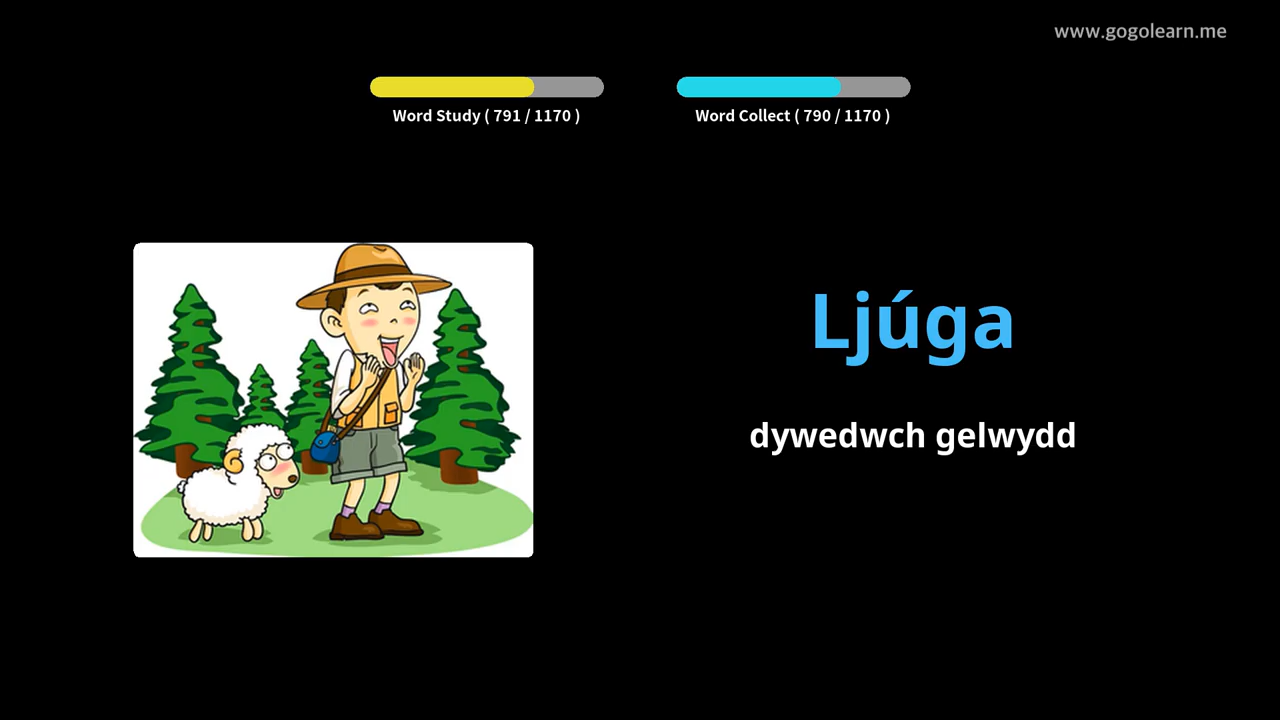 www.gogolearn.me
Word Study ( 791 / 1170 )
Word Collect ( 790 / 1170 )
Ljúga
dywedwch gelwydd